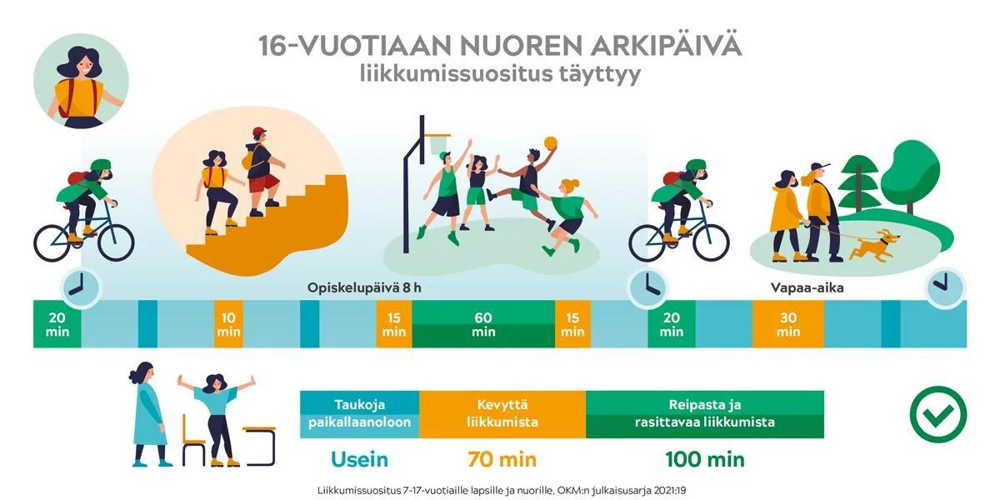 16-VUOTIAAN NUOREN ARKIPÄIVÄ
liikkumissuositus täyttyy
Opiskelupäivä 8 h
Vapaa-aika
20
min
10
min
15
min
60
min
15
min
20
min
30
min
Taukoja
paikallaanoloon
Usein
Kevyttä
liikkumista
70 min
Reipasta ja
rasittavaa liikkumista
100 min
Liikkumissuositus 7-17-vuotiaille lapsille ja nuorille. OKM:n julkaisusarja 2021:19